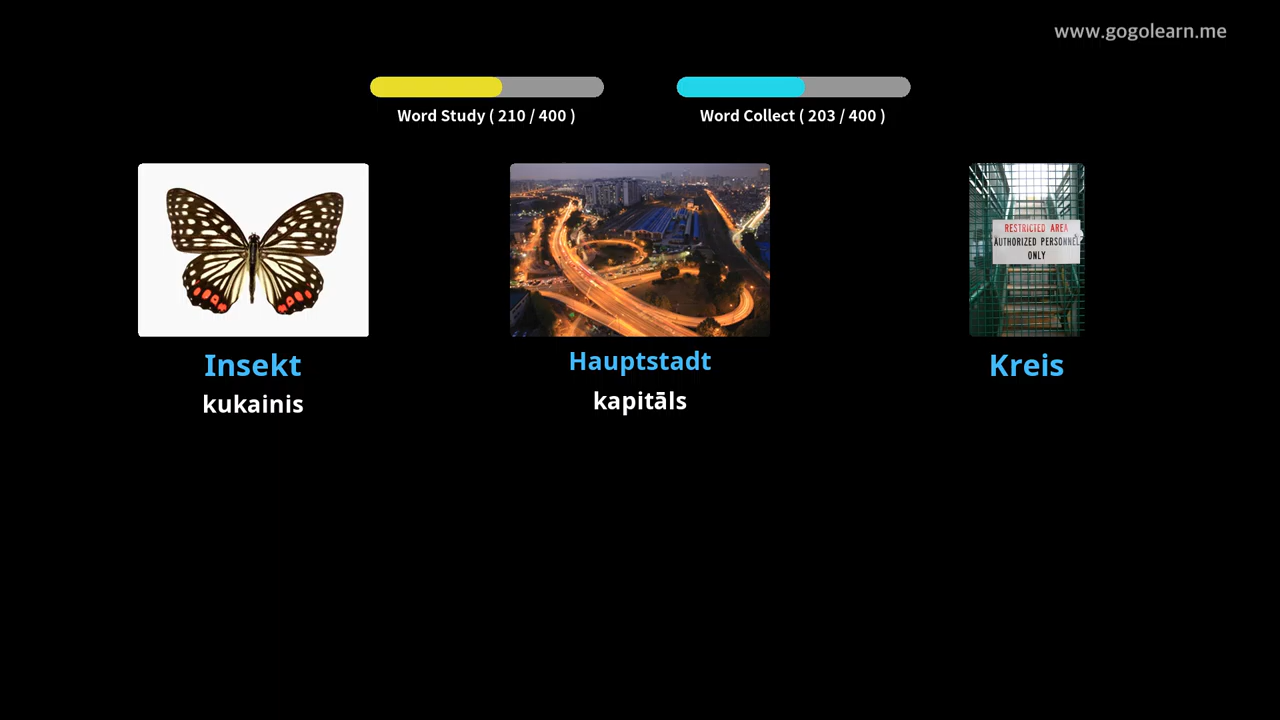 www.gogolearn.me
Word Study ( 210 / 400 )
Word Collect ( 203 / 400 )
RESTRICTED AREA
AUTHORIZED PERSONNEL
ONLY
Insekt
kukainis
Hauptstadt
kapitāls
Kreis